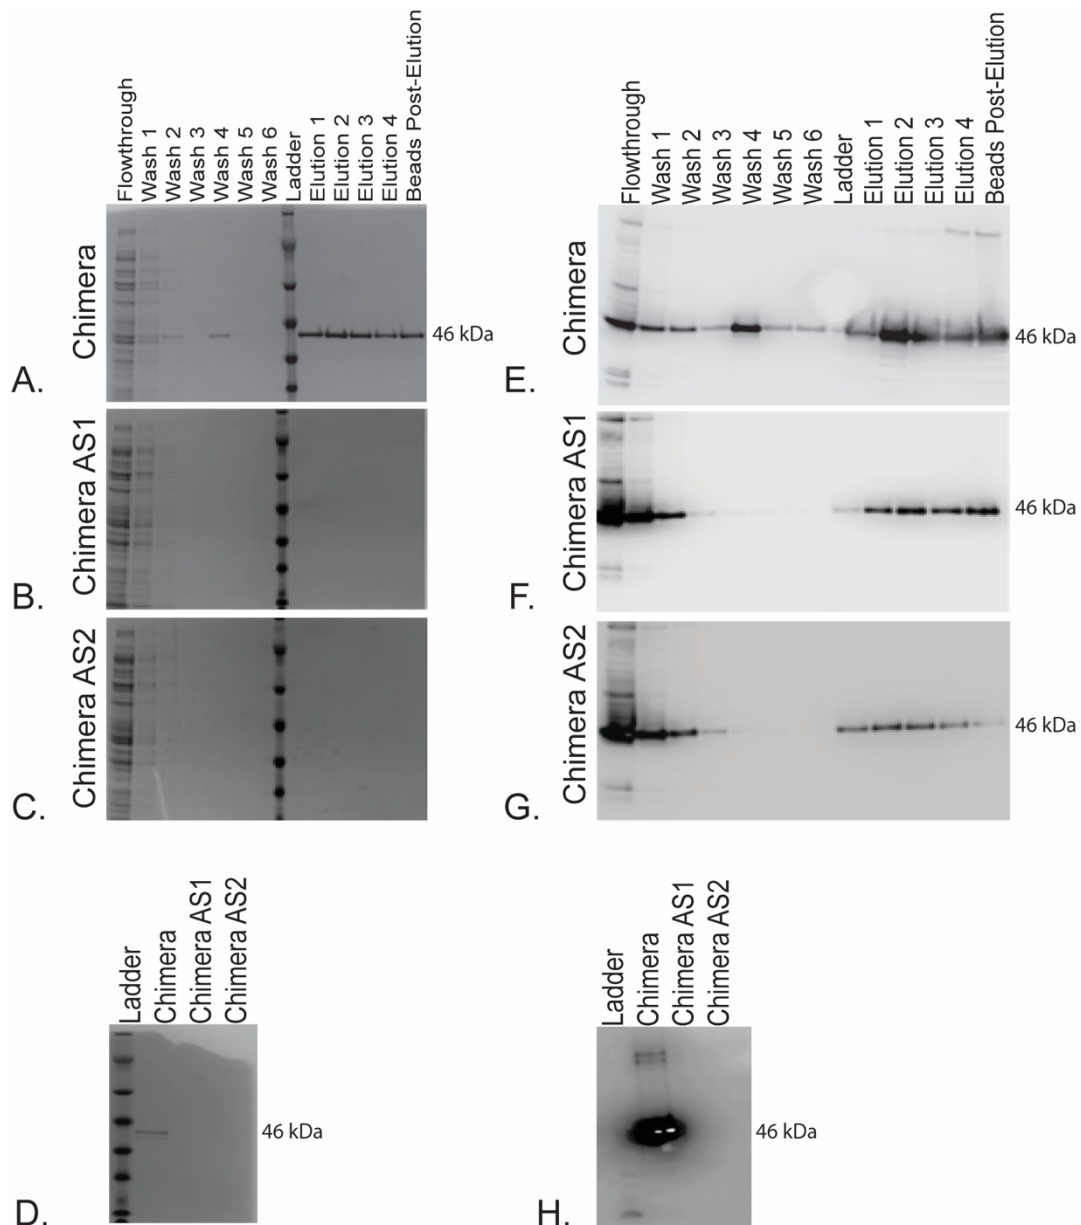 Flowthrough
Wash 1
Wash 2
Wash 3
Wash 4
Wash 5
Wash 6
Ladder
Elution 1
Elution 2
Elution 3
Elution 4
Beads Post-Elution
Chimera
46 kDa
A.
Chimera AS1
B.
Chimera AS2
C.
Flowthrough
Wash 1
Wash 2
Wash 3
Wash 4
Wash 5
Wash 6
Ladder
Elution 1
Elution 2
Elution 3
Elution 4
Beads Post-Elution
Chimera
46 kDa
E.
Chimera AS1
46 kDa
F.
Chimera AS2
46 kDa
G.
Ladder
Chimera
Chimera AS1
Chimera AS2
46 kDa
D.
Ladder
Chimera
Chimera AS1
Chimera AS2
46 kDa
H.